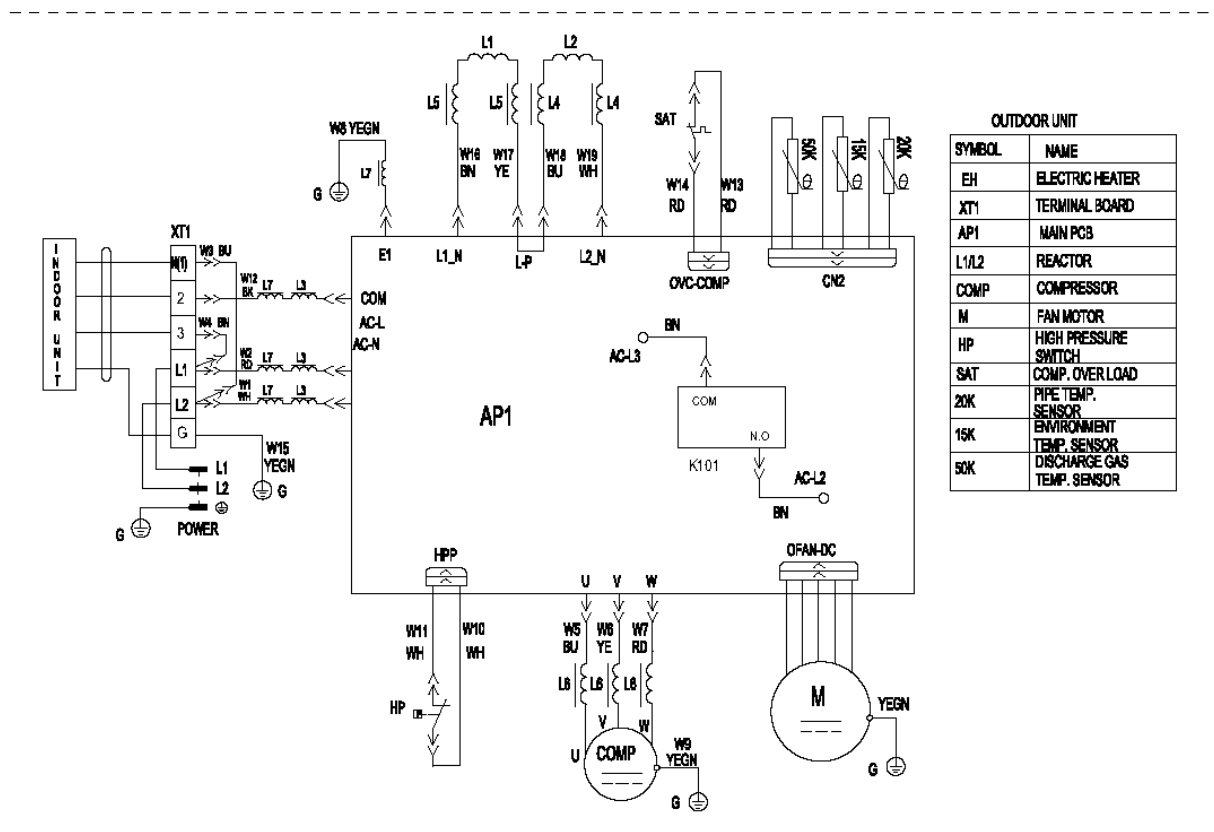 L1
L2
L5
L5
L4
L4
W8 YEGN
W16
BN
W17
YE
W18
BU
W19
WH
SAT
W14
RD
W13
RD
50K
15K
20K
θ
θ
θ
L7
G
E1
L1_N
L-P
L2_N
OVC-COMP
CN2
OUTDOOR UNIT
SYMBOL NAME
EH ELECTRIC HEATER
XT1 TERMINAL BOARD
AP1 MAIN PCB
L1/L2 REACTOR
COMP COMPRESSOR
M FAN MOTOR
HP HIGH PRESSURE
SWITCH
SAT COMP. OVER LOAD
20K PIPE TEMP.
SENSOR
15K ENVIRONMENT
TEMP. SENSOR
50K DISCHARGE GAS
TEMP. SENSOR
INDOOR UNIT
XT1
N(1)
2
3
L1
L2
G
W3 BU
W12
BK
L7
L3
W4 BN
W2
RD
L7
L3
W1
WH
L7
L3
COM
AC-L
AC-N
W15
YEGN
G
L1
L2
G
POWER
AP1
BN
AC-L3
COM
N.O
K101
AC-L2
BN
HPP
W11
WH
W10
WH
HP
U
V
W
W5
BU
W6
YE
W7
RD
L6
L6
L6
U
V
W
COMP
W9
YEGN
G
OFAN-DC
M
YEGN
G